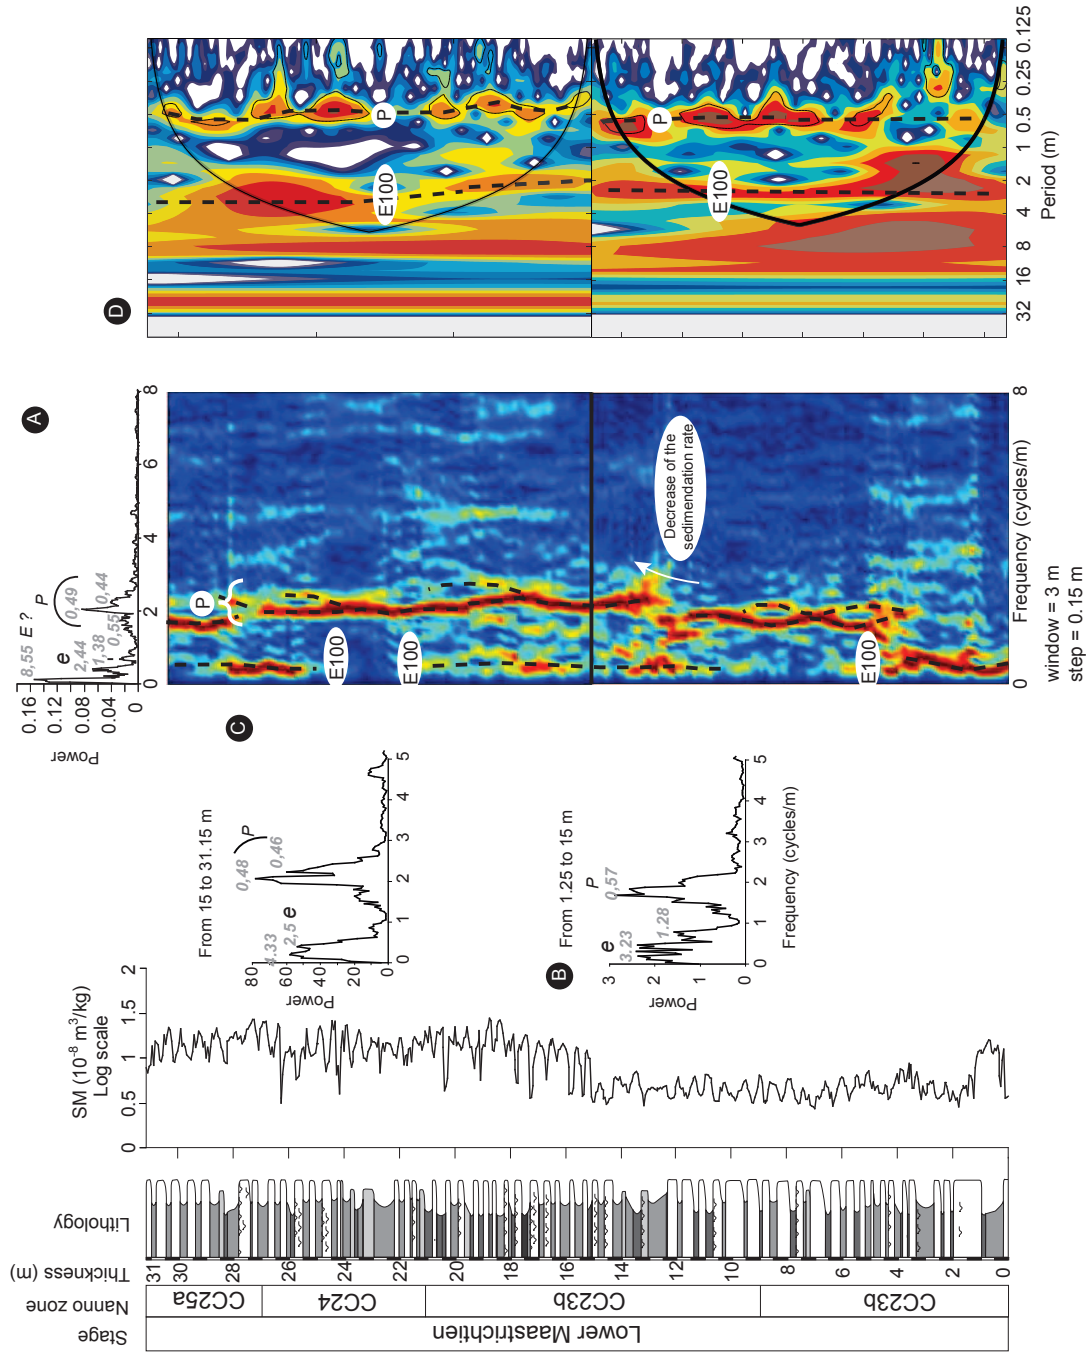 Stage
Nanno zone
Thickness (m)
Lithology
SM (10⁻⁸ m³/kg)
Log scale
0
0.5
1
1.5
2
Lower Maastrichtien
CC25a
CC24
CC23b
CC23b
31
30
28
26
24
22
20
18
16
14
12
10
8
6
4
2
0
A
0.16
0.12
0.08
0.04
0
Power
8,55 E ?
e
2,44
1,38
0,55
P
0,49
0,44
0
2
4
6
8
C
From 15 to 31.15 m
80
60
40
20
0
Power
4.33
2,5 e
0,48
P
0,46
0
1
2
3
4
5
B
From 1.25 to 15 m
3
2
1
0
Power
e
3.23
1.28
P
0,57
0
1
2
3
4
5
Frequency (cycles/m)
P
E100
E100
E100
Decrease of the
sedimendation rate
0
8
Frequency (cycles/m)
window = 3 m
step = 0.15 m
D
P
E100
P
E100
32
16
8
4
2
1
0.5
0.25
0.125
Period (m)